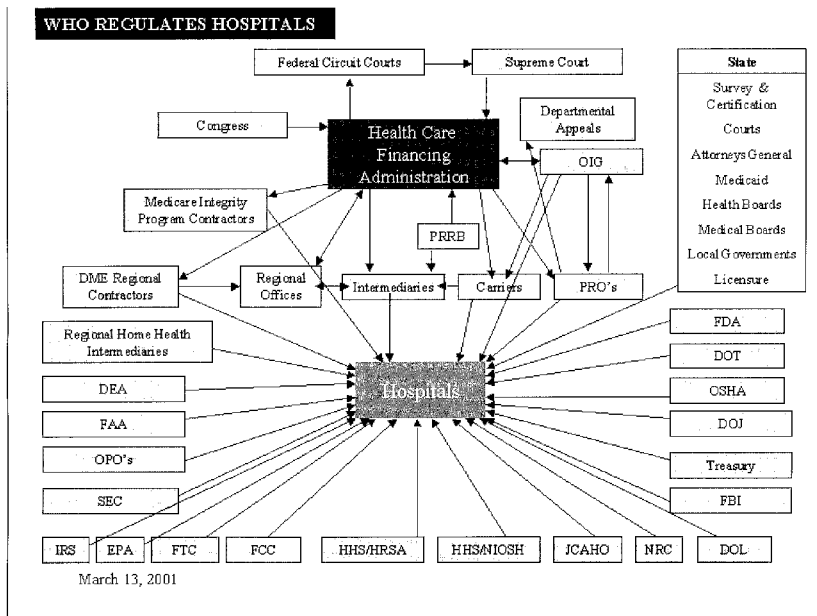 WHO REGULATES HOSPITALS
Federal Circuit Courts
Supreme Court
State
Survey &
Certification
Courts
Attorneys General
Medicaid
Health Boards
Medical Boards
Local Governments
Licensure
Congress
Health Care
Financing
Administration
Departmental
Appeals
OIG
Medicare Integrity
Program Contractors
PRRB
DME Regional
Contractors
Regional
Offices
Intermediaries
Carriers
PRO's
Regional Home Health
Intermediaries
FDA
DOT
DEA
Hospitals
OSHA
FAA
DOJ
OPO's
Treasury
SEC
FBI
IRS
EPA
FTC
FCC
HHS/HRSA
HHS/NIOSH
JCAHO
NRC
DOL
March 13, 2001